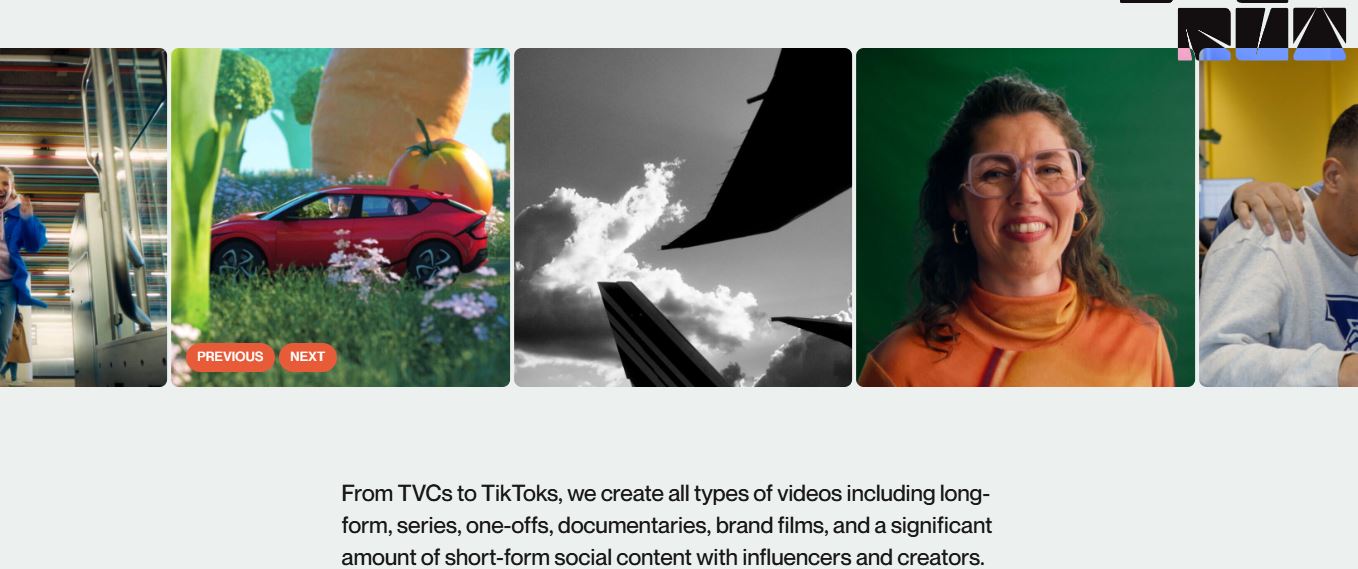 PREVIOUS
NEXT
From TVCs to TikToks, we create all types of videos including long-
form, series, one-offs, documentaries, brand films, and a significant
amount of short-form social content with influencers and creators.